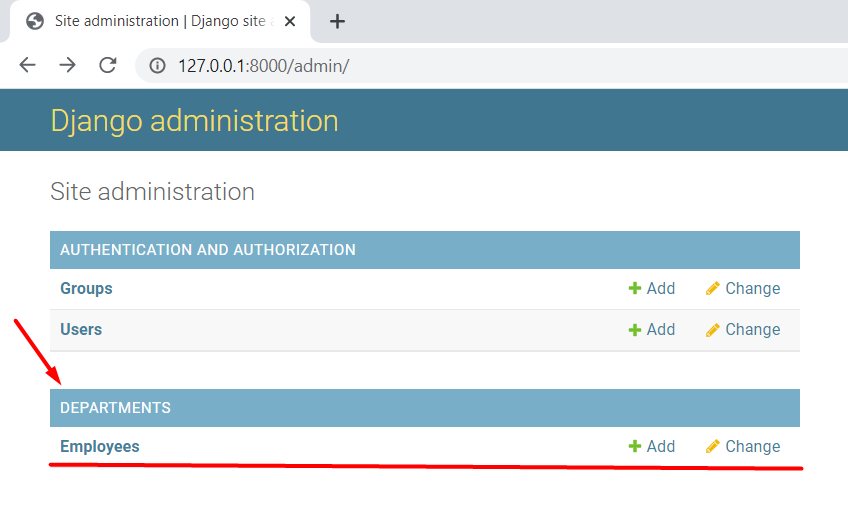 Site administration | Django site
127.0.0.1:8000/admin/
Django administration
Site administration
AUTHENTICATION AND AUTHORIZATION
Groups Add Change
Users Add Change
DEPARTMENTS
Employees Add Change